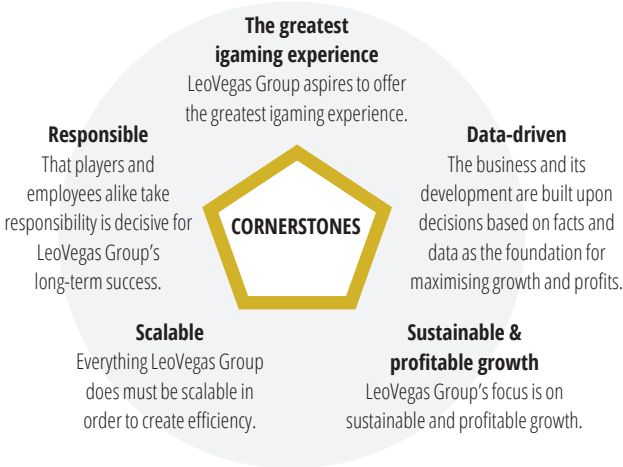 The greatest
igaming experience
LeoVegas Group aspires to offer
the greatest igaming experience.
Responsible
That players and
employees alike take
responsibility is decisive for
LeoVegas Group's
long-term success.
CORNERSTONES
Data-driven
The business and its
development are built upon
decisions based on facts and
data as the foundation for
maximising growth and profits.
Scalable
Everything LeoVegas Group
does must be scalable in
order to create efficiency.
Sustainable &
profitable growth
LeoVegas Group's focus is on
sustainable and profitable growth.